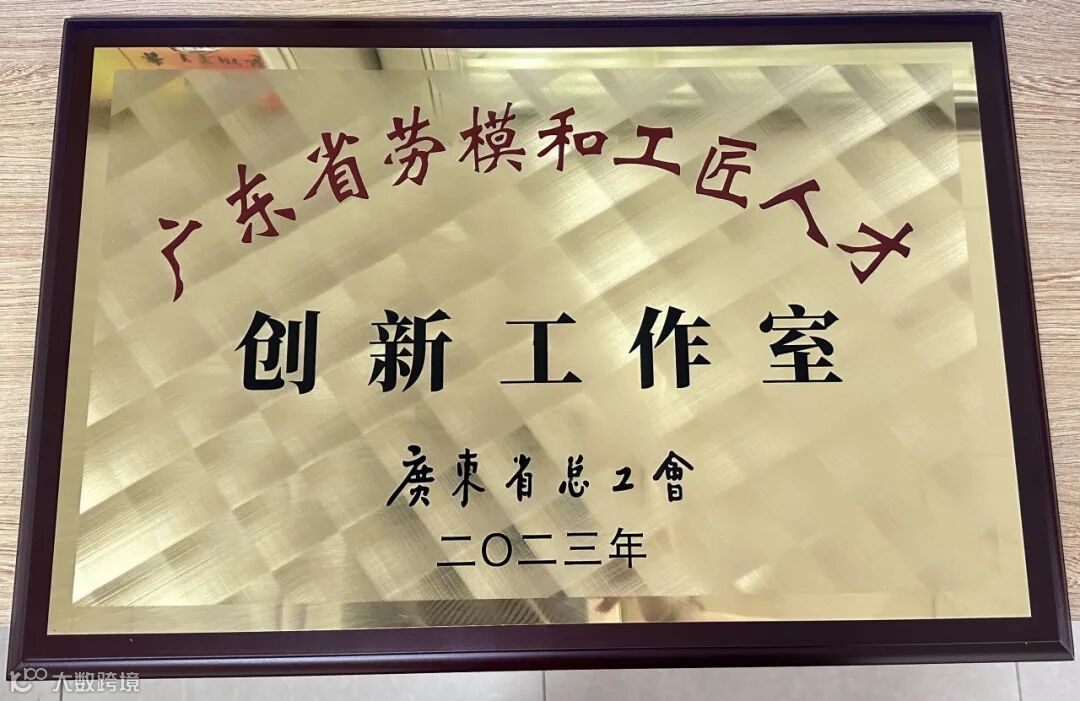 广东省劳模和工匠人才
创新工作室
廣東省总工會
二〇二三年
大数跨境